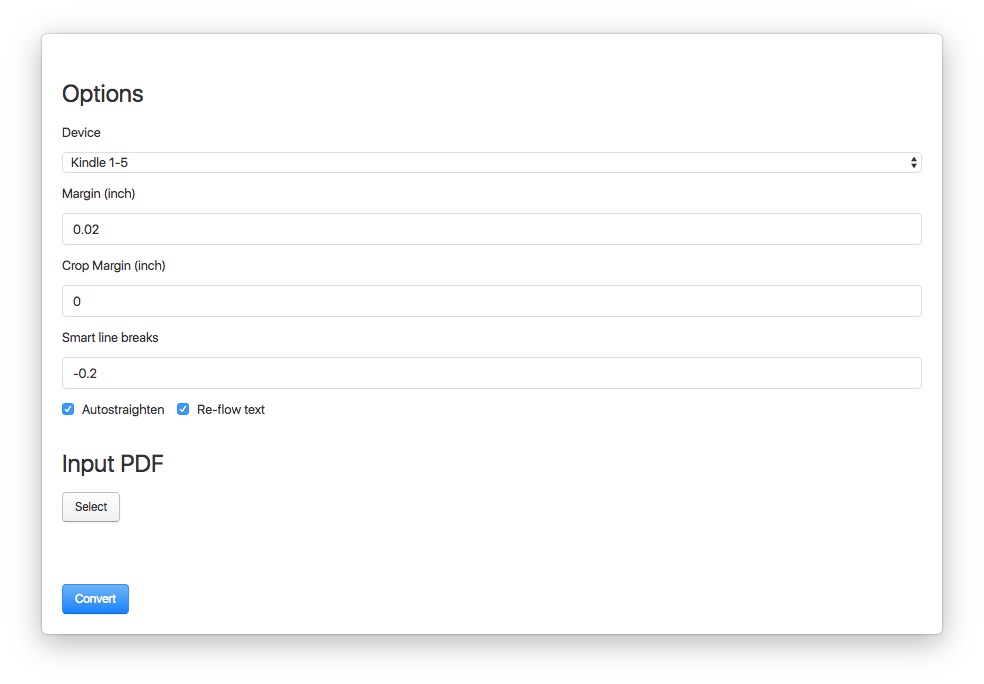 Options
Device
Kindle 1-5
Margin (inch)
0.02
Crop Margin (inch)
0
Smart line breaks
-0.2
Autostraighten Re-flow text
Input PDF
Select
Convert